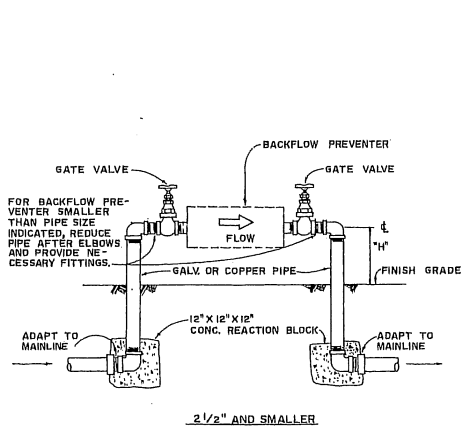 BACKFLOW PREVENTER
GATE VALVE
GATE VALVE
FOR BACKFLOW PRE-
VENTER SMALLER
THAN PIPE SIZE
INDICATED, REDUCE
PIPE AFTER ELBOWS
AND PROVIDE NE-
CESSARY FITTINGS.
FLOW
℄
"H"
GALV. OR COPPER PIPE
FINISH GRADE
12" X 12" X 12"
CONC. REACTION BLOCK
ADAPT TO
MAINLINE
ADAPT TO
MAINLINE
2 1/2" AND SMALLER